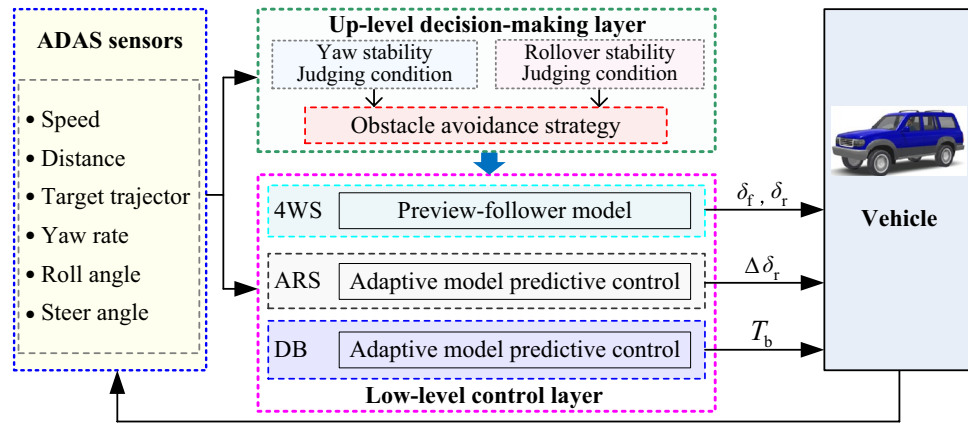 ADAS sensors
• Speed
• Distance
• Target trajector
• Yaw rate
• Roll angle
• Steer angle
Up-level decision-making layer
Yaw stability
Judging condition
Rollover stability
Judging condition
Obstacle avoidance strategy
4WS
Preview-follower model
ARS
Adaptive model predictive control
DB
Adaptive model predictive control
Low-level control layer
δf , δr
Δ δr
Tb
Vehicle